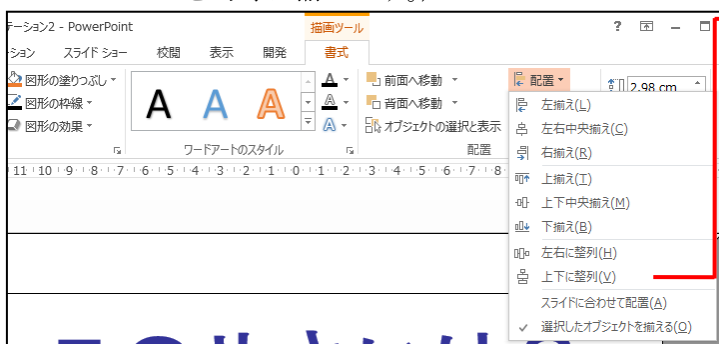 テーション2 - PowerPoint
描画ツール
?
ション スライド ショー 校閲 表示 開発 書式
図形の塗りつぶし
図形の枠線
図形の効果
A A A
A
A
A
前面へ移動
背面へ移動
オブジェクトの選択と表示
配置
2.98 cm
ワードアートのスタイル
配置
11 10 9 8 7 6 5 4 3 2 1 0 1 2 3 4 5 6 7 8
左揃え(L)
左右中央揃え(C)
右揃え(R)
上揃え(T)
上下中央揃え(M)
下揃え(B)
左右に整列(H)
上下に整列(V)
スライドに合わせて配置(A)
選択したオブジェクトを揃える(O)